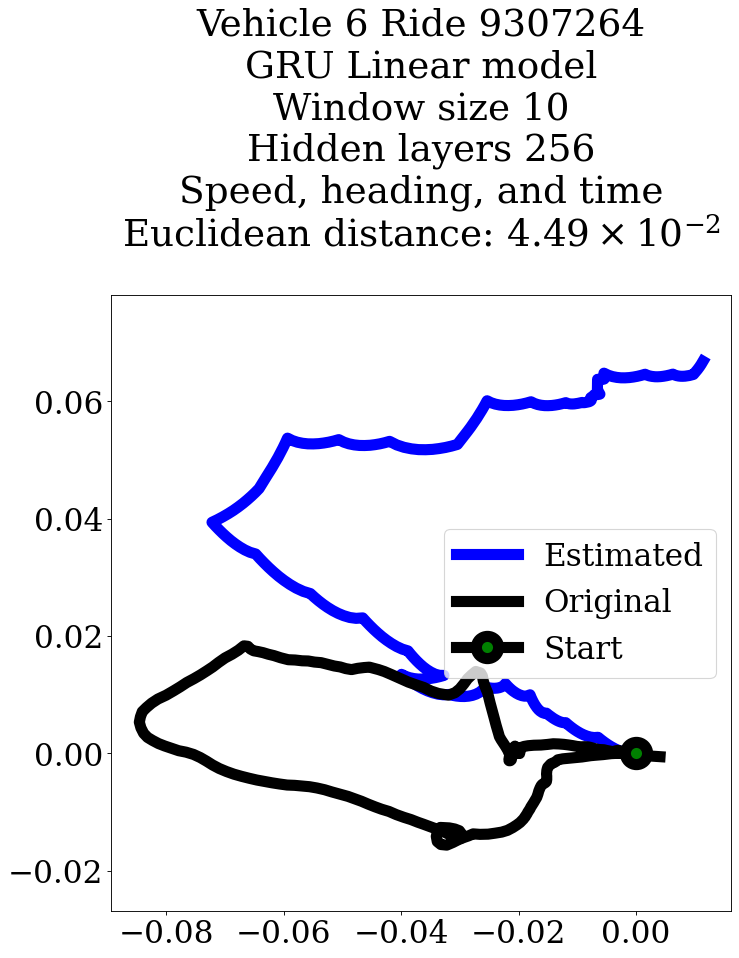 Vehicle 6 Ride 9307264
GRU Linear model
Window size 10
Hidden layers 256
Speed, heading, and time
Euclidean distance: 4.49 × 10⁻²
0.06
0.04
0.02
0.00
−0.02
Estimated
Original
Start
−0.08 −0.06 −0.04 −0.02 0.00